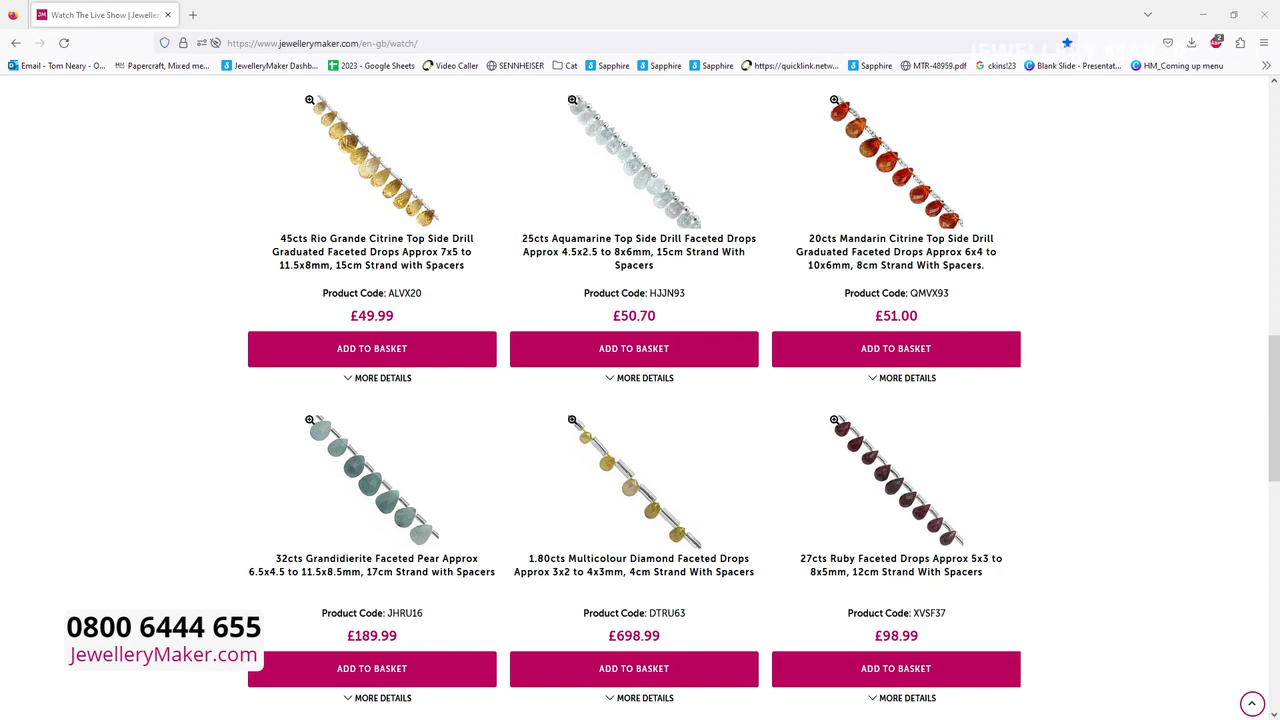 Watch The Live Show | Jeweller
https://www.jewellerymaker.com/en-gb/watch/
2
JEWELLERY MAKER
Email - Tom Neary - O...
Papercraft, Mixed me...
JewelleryMaker Dashb...
2023 - Google Sheets
Video Caller
SENNHEISER
Cat
Sapphire
Sapphire
Sapphire
https://quicklink.netw...
Sapphire
MTR-48959.pdf
ckins!23
Blank Slide - Presentat...
HM_Coming up menu
45cts Rio Grande Citrine Top Side Drill
Graduated Faceted Drops Approx 7x5 to
11.5x8mm, 15cm Strand with Spacers
Product Code: ALVX20
£49.99
ADD TO BASKET
MORE DETAILS
25cts Aquamarine Top Side Drill Faceted Drops
Approx 4.5x2.5 to 8x6mm, 15cm Strand With
Spacers
Product Code: HJJN93
£50.70
ADD TO BASKET
MORE DETAILS
20cts Mandarin Citrine Top Side Drill
Graduated Faceted Drops Approx 6x4 to
10x6mm, 8cm Strand With Spacers.
Product Code: QMVX93
£51.00
ADD TO BASKET
MORE DETAILS
32cts Grandidierite Faceted Pear Approx
6.5x4.5 to 11.5x8.5mm, 17cm Strand with Spacers
Product Code: JHRU16
£189.99
ADD TO BASKET
MORE DETAILS
1.80cts Multicolour Diamond Faceted Drops
Approx 3x2 to 4x3mm, 4cm Strand With Spacers
Product Code: DTRU63
£698.99
ADD TO BASKET
MORE DETAILS
27cts Ruby Faceted Drops Approx 5x3 to
8x5mm, 12cm Strand With Spacers
Product Code: XVSF37
£98.99
ADD TO BASKET
MORE DETAILS
0800 6444 655
JewelleryMaker.com